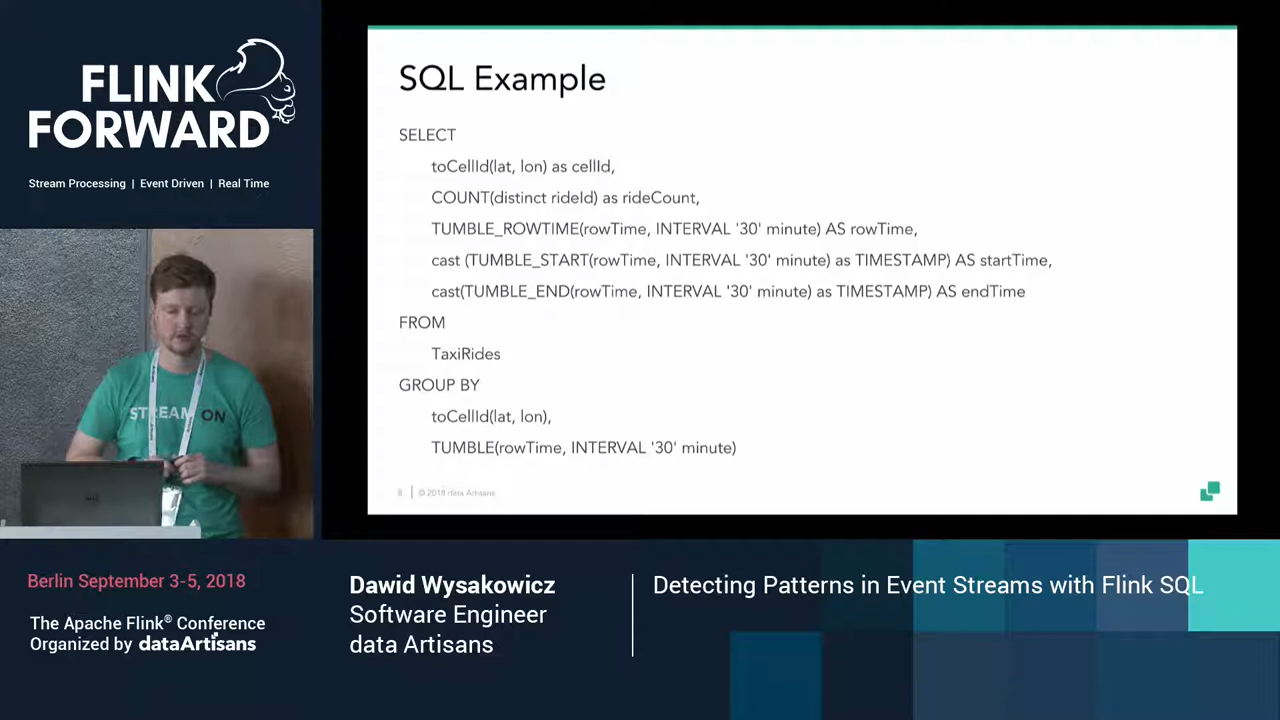 FLINK
FORWARD
Stream Processing | Event Driven | Real Time
SQL Example
SELECT
toCellId(lat, lon) as cellId,
COUNT(distinct rideId) as rideCount,
TUMBLE_ROWTIME(rowTime, INTERVAL '30' minute) AS rowTime,
cast (TUMBLE_START(rowTime, INTERVAL '30' minute) as TIMESTAMP) AS startTime,
cast(TUMBLE_END(rowTime, INTERVAL '30' minute) as TIMESTAMP) AS endTime
FROM
TaxiRides
GROUP BY
toCellId(lat, lon),
TUMBLE(rowTime, INTERVAL '30' minute)
8 | © 2018 data Artisans
STREAM ON
Berlin September 3-5, 2018
The Apache Flink® Conference
Organized by dataArtisans
Dawid Wysakowicz
Software Engineer
data Artisans
Detecting Patterns in Event Streams with Flink SQL